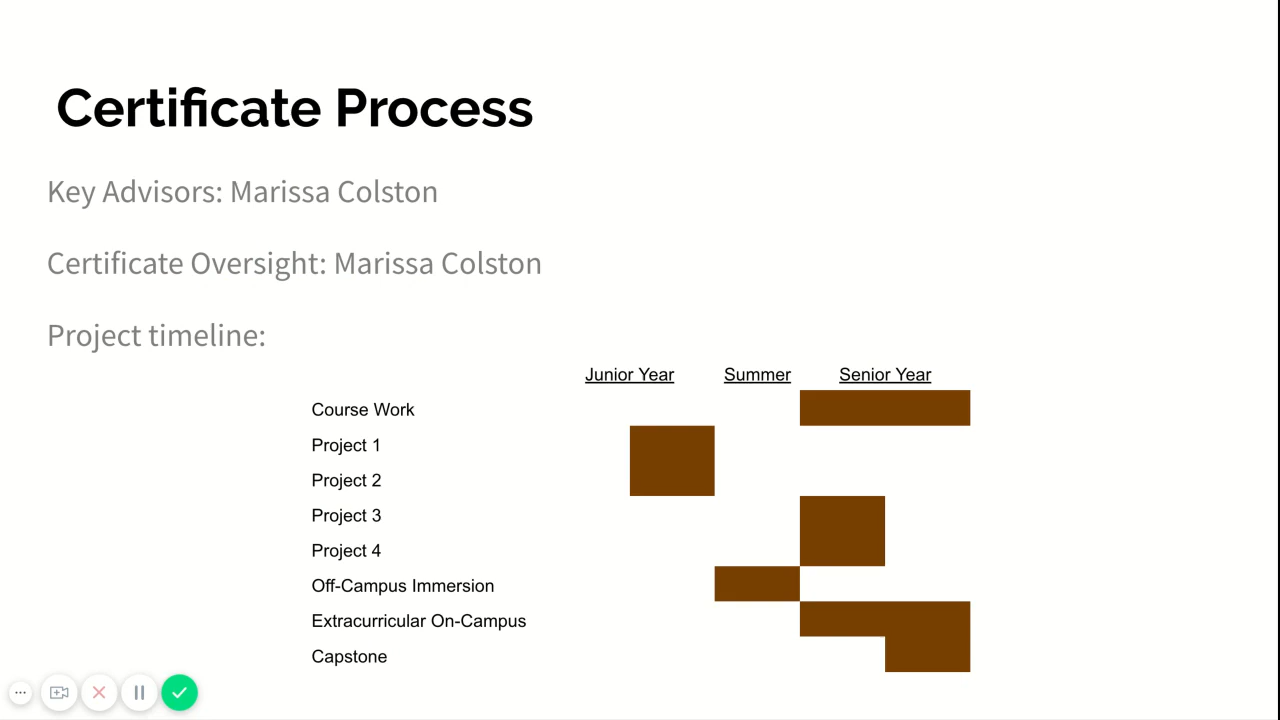 Certificate Process
Key Advisors: Marissa Colston
Certificate Oversight: Marissa Colston
Project timeline:
Junior Year Summer Senior Year
Course Work
Project 1
Project 2
Project 3
Project 4
Off-Campus Immersion
Extracurricular On-Campus
Capstone